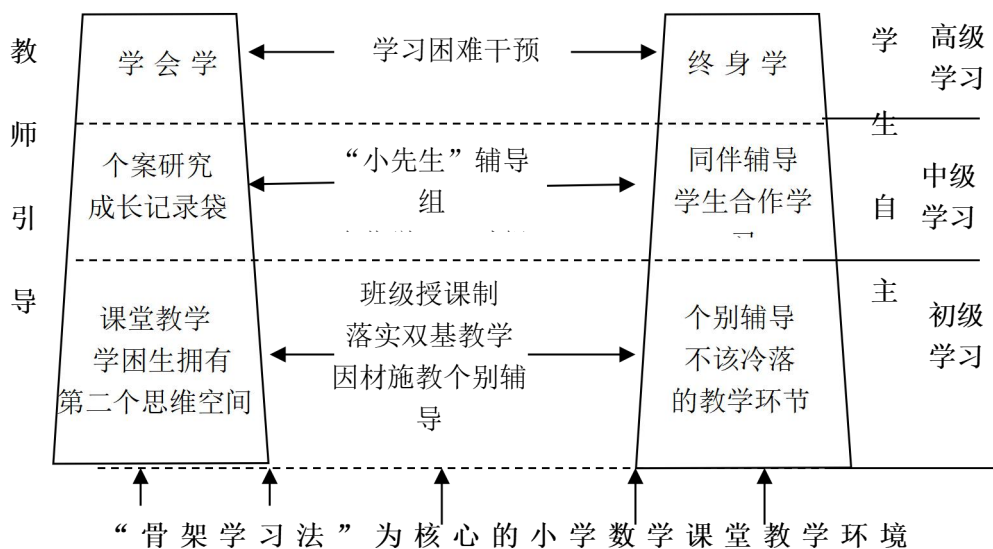 教师引导
学会学
学习困难干预
终身学
学生自主
高级
学习
个案研究
成长记录袋
“小先生”辅导
组
同伴辅导
学生合作学
中级
学习
课堂教学
学困生拥有
第二个思维空间
班级授课制
落实双基教学
因材施教个别辅
导
个别辅导
不该冷落
的教学环节
初级
学习
“骨架学习法”为核心的小学数学课堂教学环境